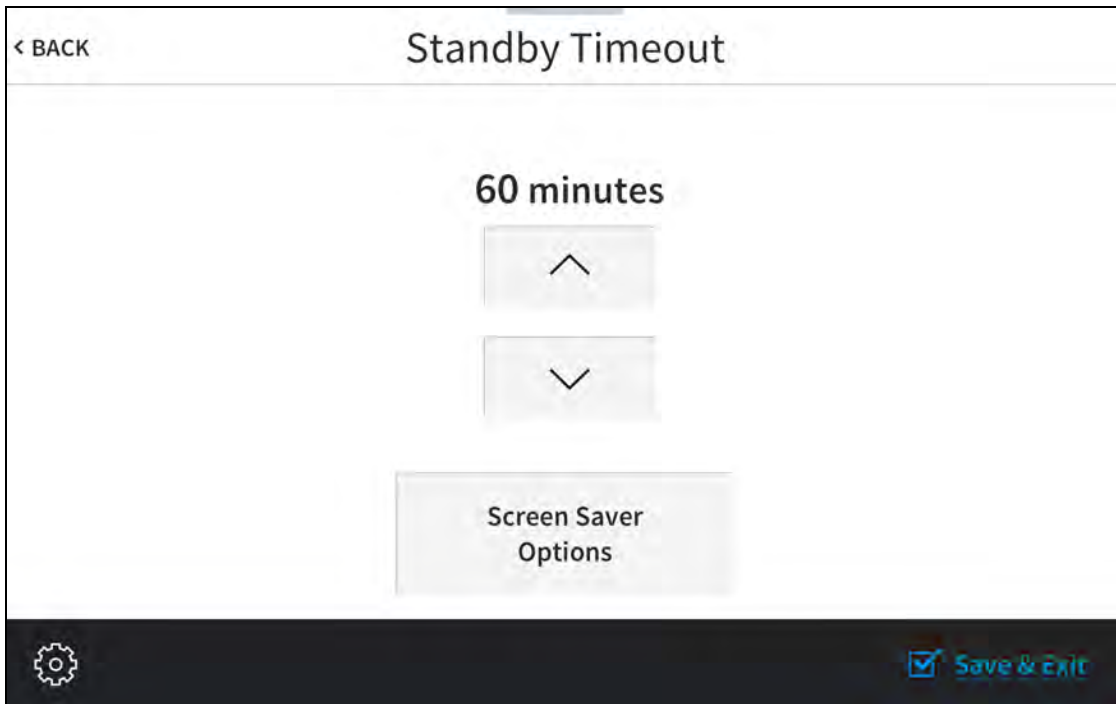 < BACK
Standby Timeout
60 minutes
Screen Saver
Options
Save & Exit